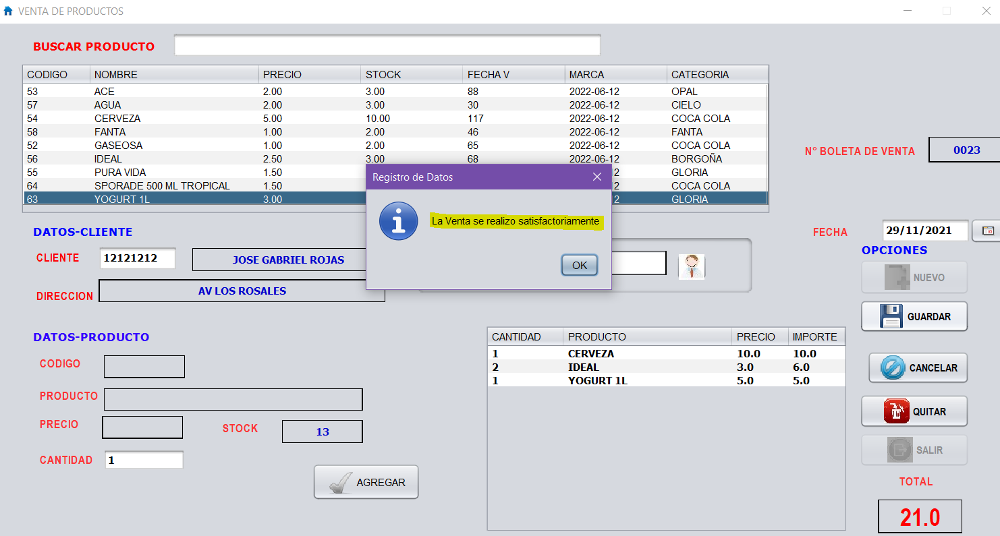 VENTA DE PRODUCTOS
BUSCAR PRODUCTO
CODIGO NOMBRE PRECIO STOCK FECHA V MARCA CATEGORIA
53 ACE 2.00 3.00 88 2022-06-12 OPAL
57 AGUA 2.00 3.00 30 2022-06-12 CIELO
54 CERVEZA 5.00 10.00 117 2022-06-12 COCA COLA
58 FANTA 1.00 2.00 46 2022-06-12 FANTA
52 GASEOSA 1.00 2.00 65 2022-06-12 COCA COLA
56 IDEAL 2.50 3.00 68 2022-06-12 BORGOÑA
55 PURA VIDA 1.50 2 GLORIA
64 SPORADE 500 ML TROPICAL 1.50 2 COCA COLA
63 YOGURT 1L 3.00 2 GLORIA
N° BOLETA DE VENTA 0023
Registro de Datos
La Venta se realizo satisfactoriamente
OK
DATOS-CLIENTE
CLIENTE 12121212 JOSE GABRIEL ROJAS
DIRECCION AV LOS ROSALES
FECHA 29/11/2021
OPCIONES
NUEVO
GUARDAR
CANCELAR
QUITAR
SALIR
DATOS-PRODUCTO
CODIGO
PRODUCTO
PRECIO STOCK 13
CANTIDAD 1
AGREGAR
CANTIDAD PRODUCTO PRECIO IMPORTE
1 CERVEZA 10.0 10.0
2 IDEAL 3.0 6.0
1 YOGURT 1L 5.0 5.0
TOTAL
21.0